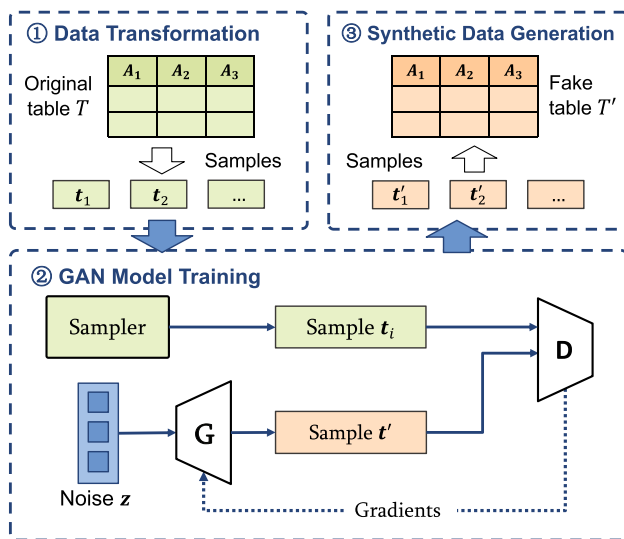 ① Data Transformation
Original
table T
A₁ A₂ A₃
Samples
t₁ t₂ ...
③ Synthetic Data Generation
A₁ A₂ A₃
Fake
table T′
Samples
t′₁ t′₂ ...
② GAN Model Training
Sampler
Sample tᵢ
D
G
Sample t′
Noise z
Gradients